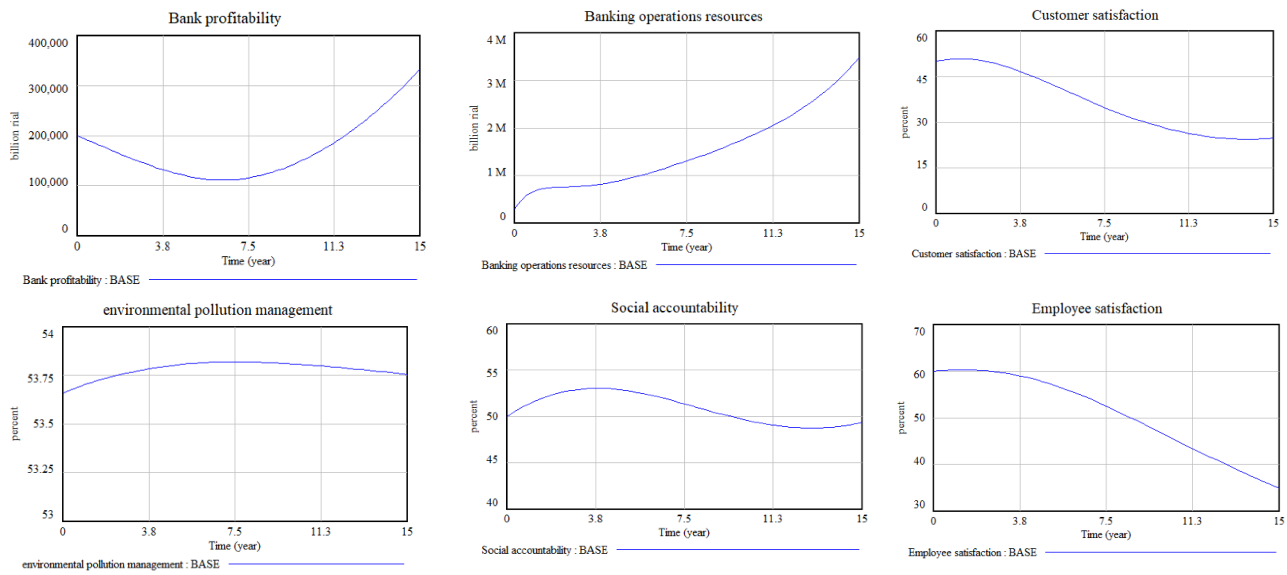 Bank profitability
400,000
300,000
200,000
100,000
0
billion rial
0 3.8 7.5 11.3 15
Time (year)
Bank profitability : BASE
Banking operations resources
4 M
3 M
2 M
1 M
0
billion rial
0 3.8 7.5 11.3 15
Time (year)
Banking operations resources : BASE
Customer satisfaction
60
45
30
15
0
percent
0 3.8 7.5 11.3 15
Time (year)
Customer satisfaction : BASE
environmental pollution management
54
53.75
53.5
53.25
53
percent
0 3.8 7.5 11.3 15
Time (year)
environmental pollution management : BASE
Social accountability
60
55
50
45
40
percent
0 3.8 7.5 11.3 15
Time (year)
Social accountability : BASE
Employee satisfaction
70
60
50
40
30
percent
0 3.8 7.5 11.3 15
Time (year)
Employee satisfaction : BASE